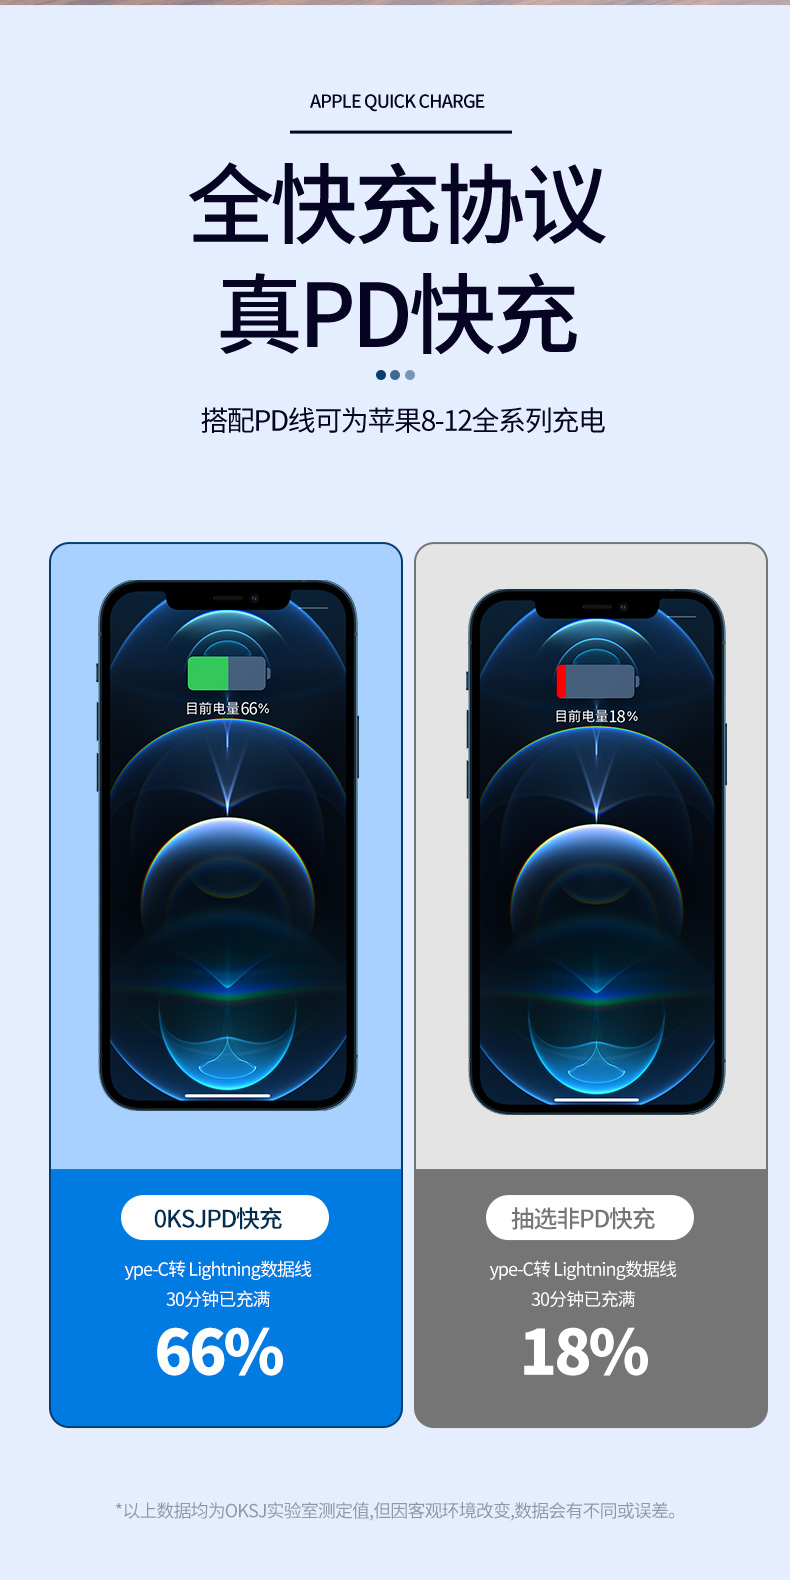 APPLE QUICK CHARGE
全快充协议
真PD快充
搭配PD线可为苹果8-12全系列充电
目前电量66%
目前电量18%
0KSJPD快充
ype-C转 Lightning数据线
30分钟已充满
66%
抽选非PD快充
ype-C转 Lightning数据线
30分钟已充满
18%
*以上数据均为OKSJ实验室测定值,但因客观环境改变,数据会有不同或误差。